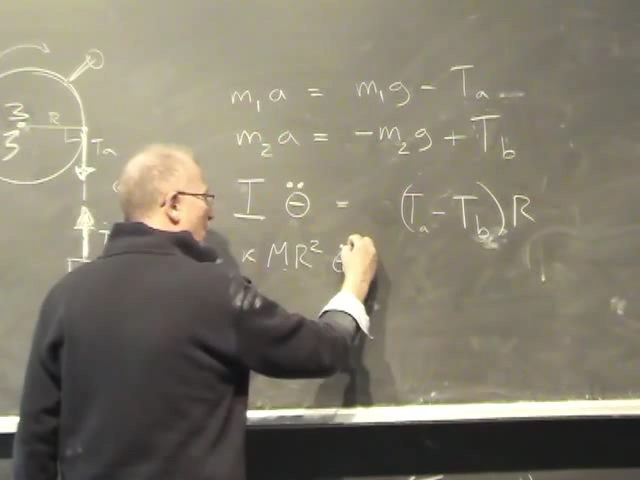 m₁a = m₁g - Tₐ
m₂a = -m₂g + T_b
I θ̈ = (Tₐ - T_b)R
κ MR²
R
Tₐ